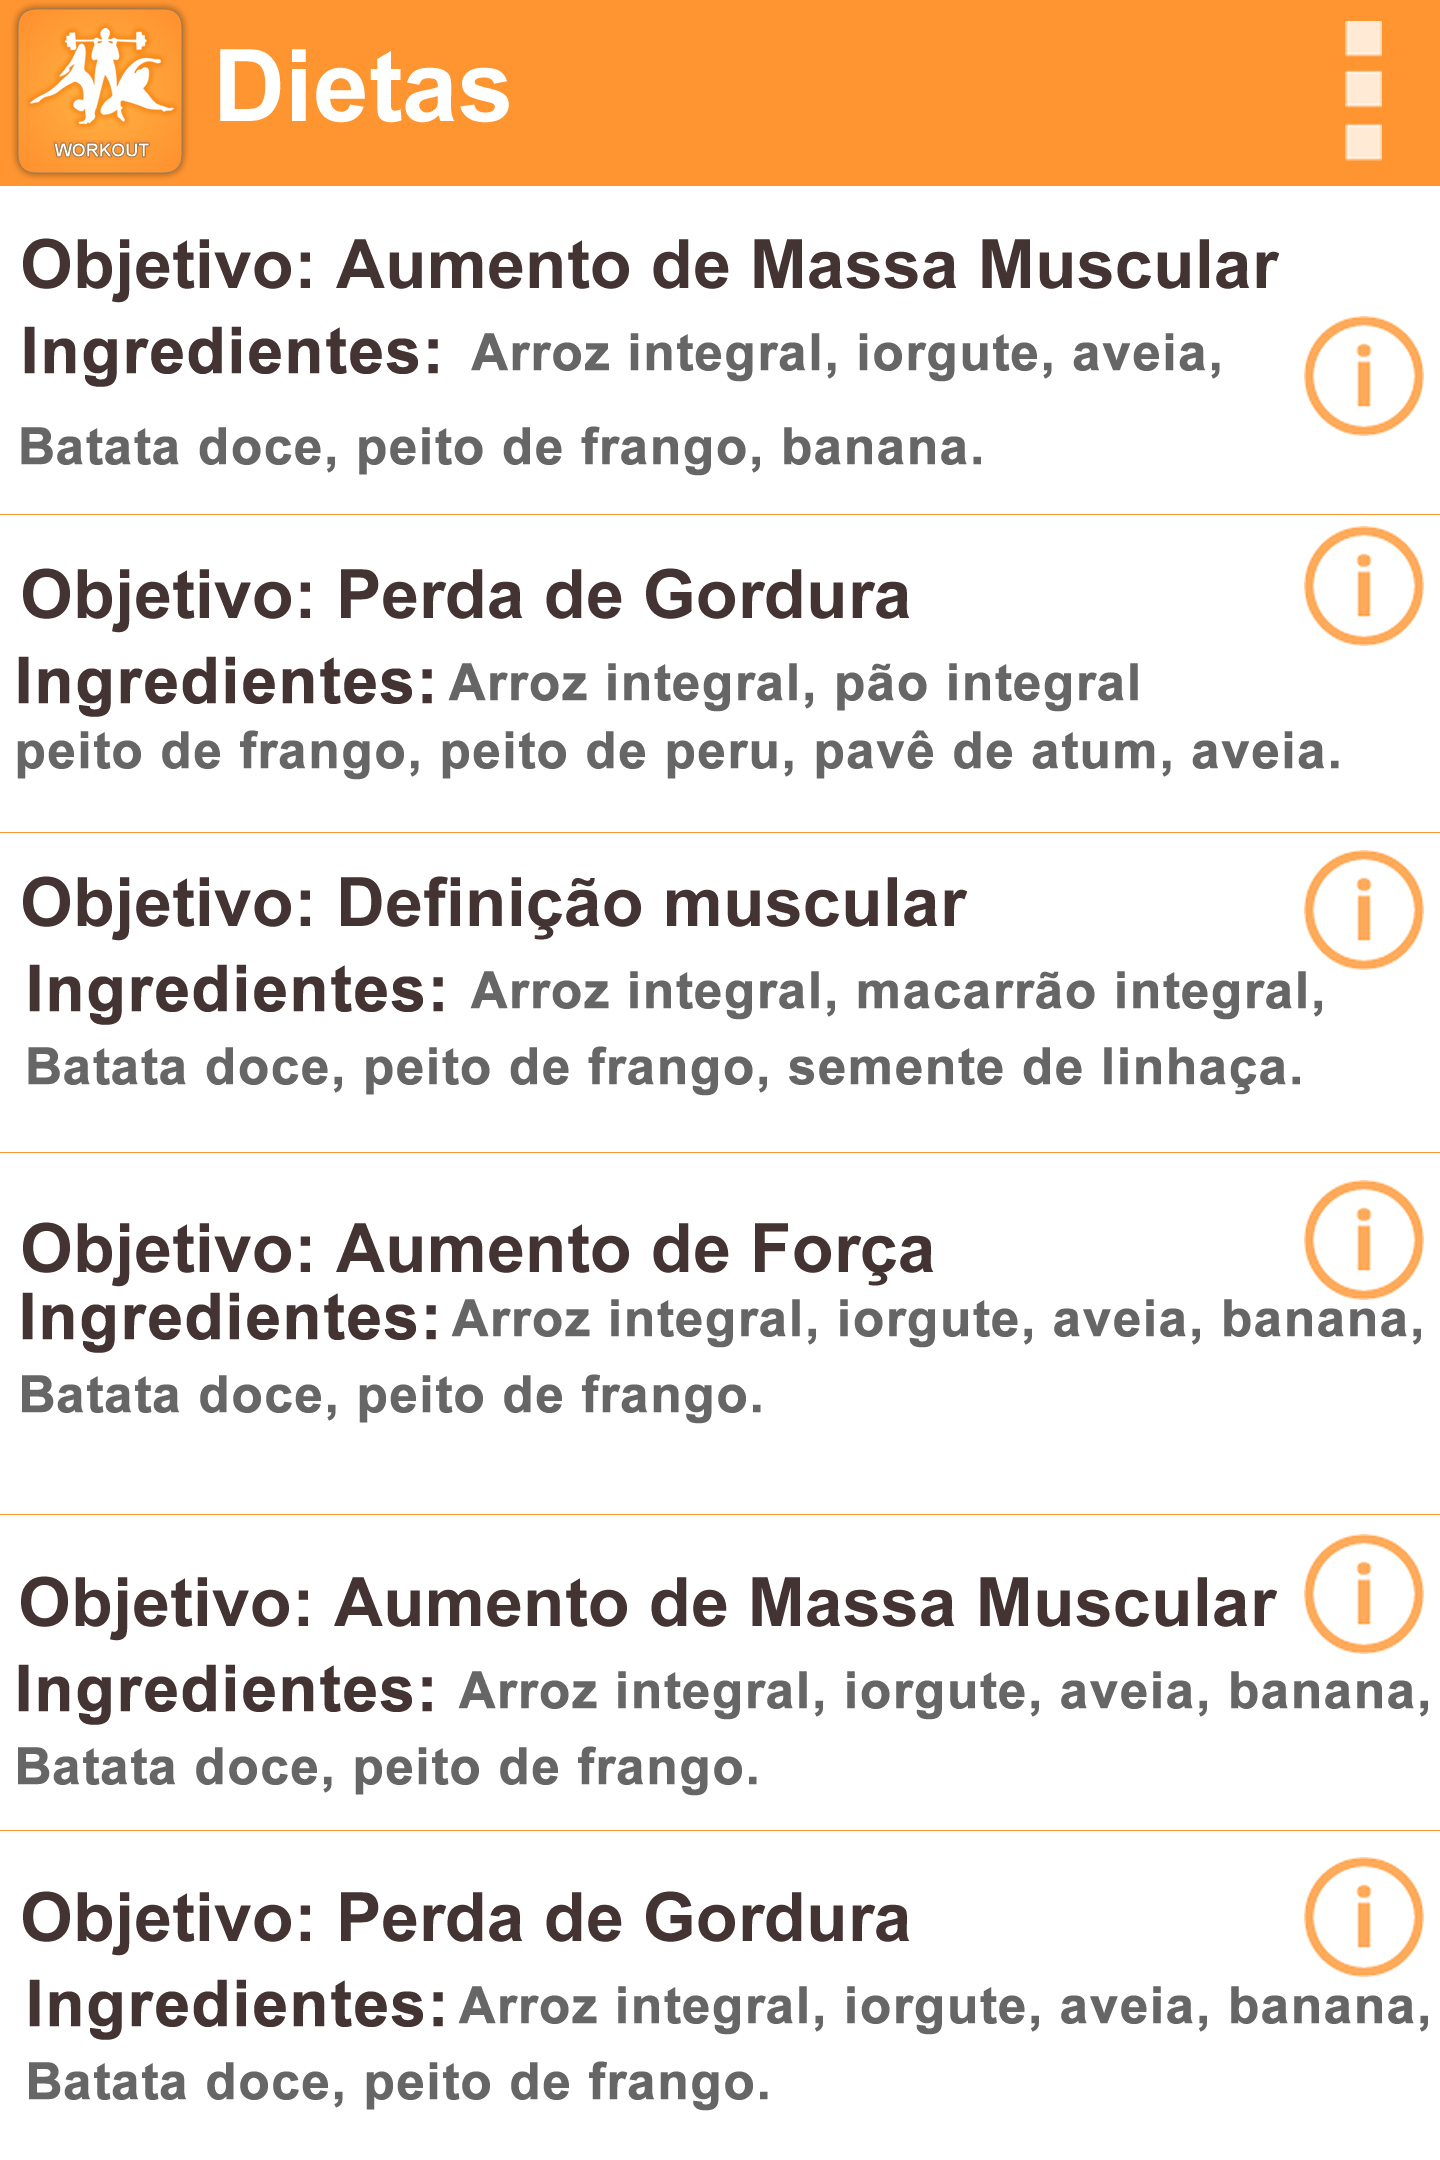 WORKOUT
Dietas
Objetivo: Aumento de Massa Muscular
Ingredientes: Arroz integral, iorgute, aveia,
Batata doce, peito de frango, banana.
Objetivo: Perda de Gordura
Ingredientes: Arroz integral, pão integral
peito de frango, peito de peru, pavê de atum, aveia.
Objetivo: Definição muscular
Ingredientes: Arroz integral, macarrão integral,
Batata doce, peito de frango, semente de linhaça.
Objetivo: Aumento de Força
Ingredientes: Arroz integral, iorgute, aveia, banana,
Batata doce, peito de frango.
Objetivo: Aumento de Massa Muscular
Ingredientes: Arroz integral, iorgute, aveia, banana,
Batata doce, peito de frango.
Objetivo: Perda de Gordura
Ingredientes: Arroz integral, iorgute, aveia, banana,
Batata doce, peito de frango.